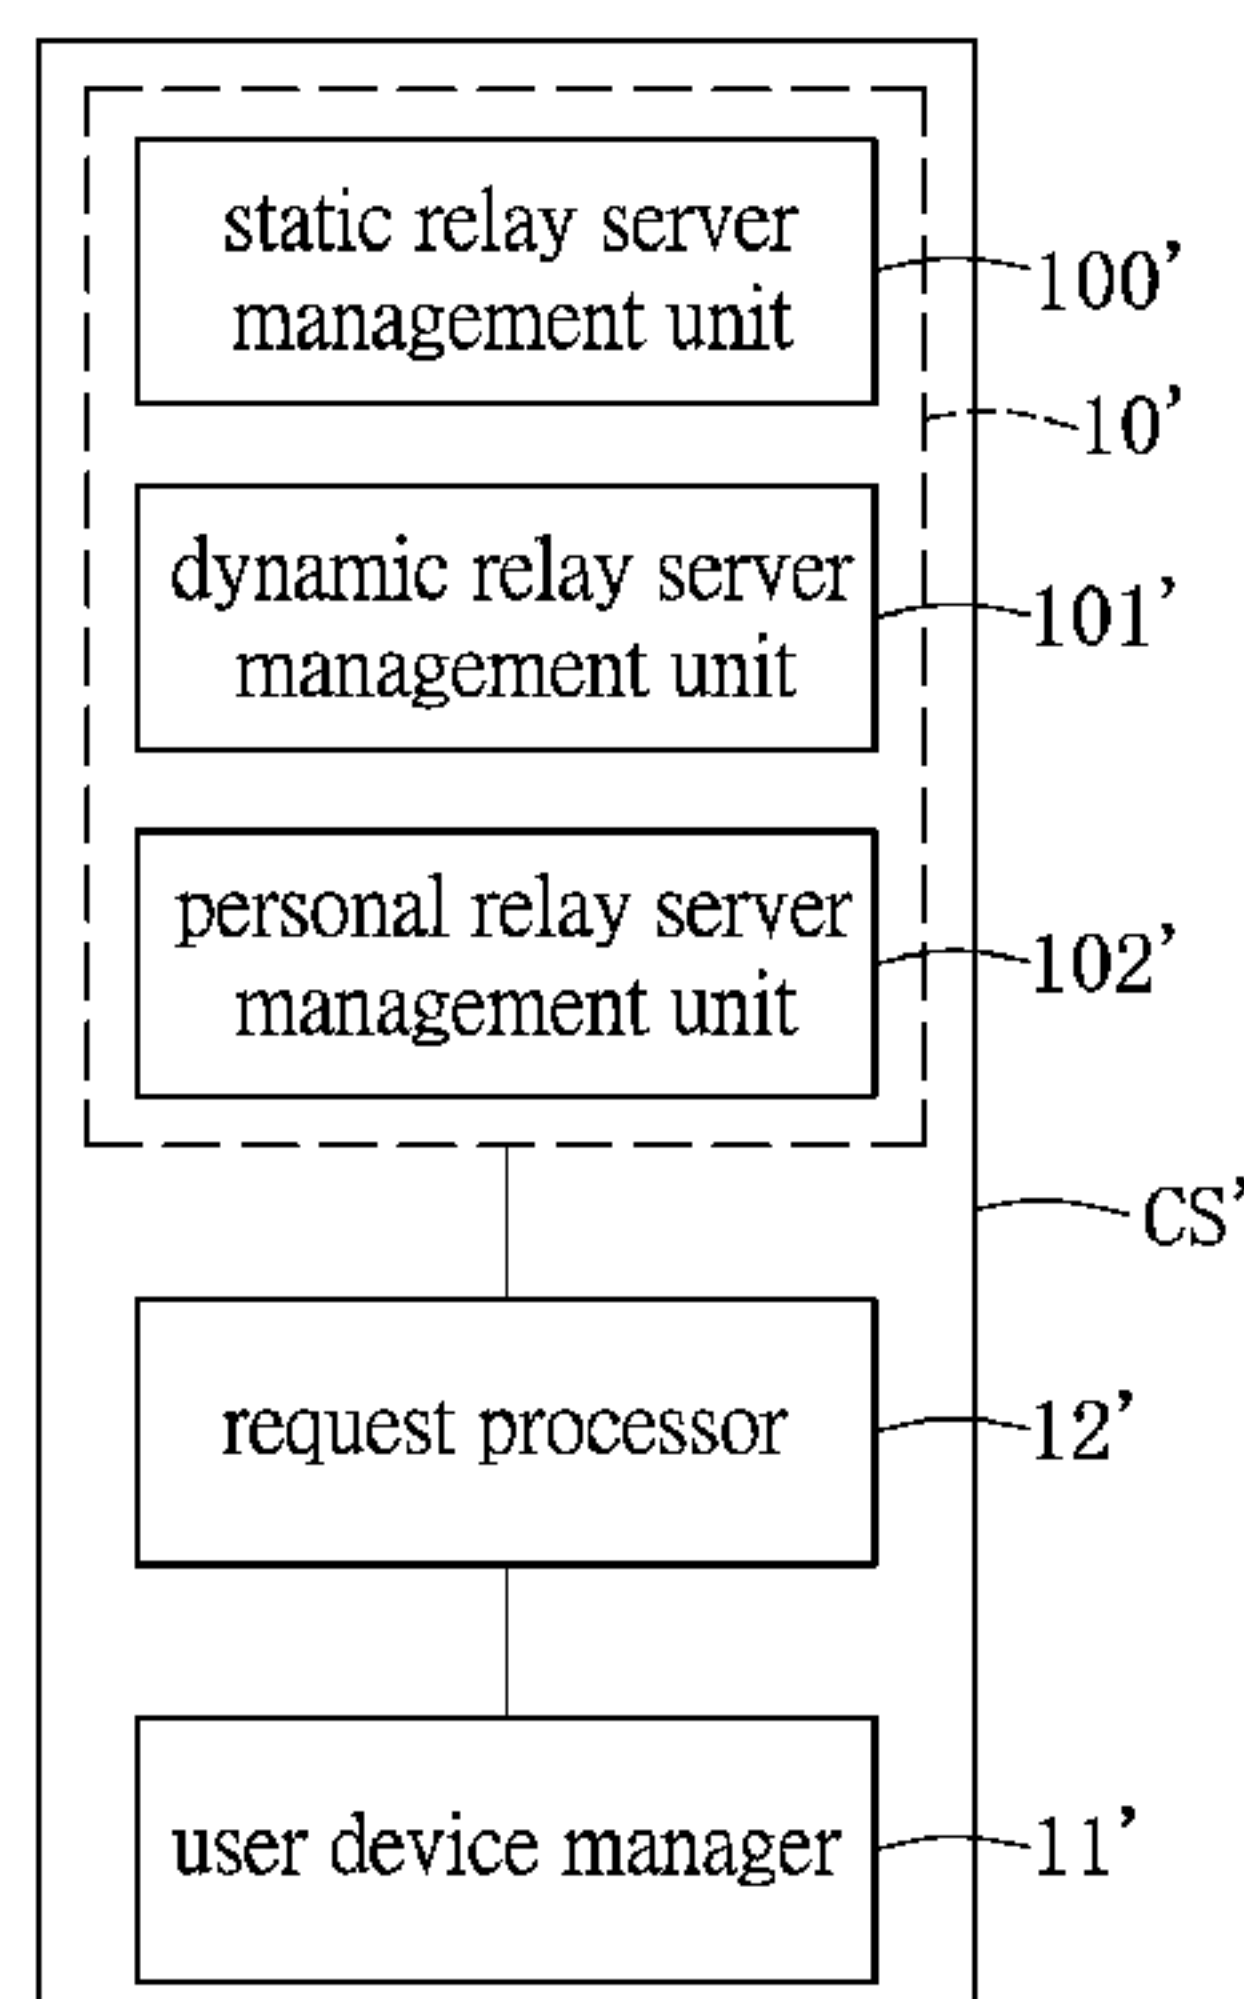 static relay server
management unit
100’
10’
dynamic relay server
management unit
101’
personal relay server
management unit
102’
CS’
request processor
12’
user device manager
11’